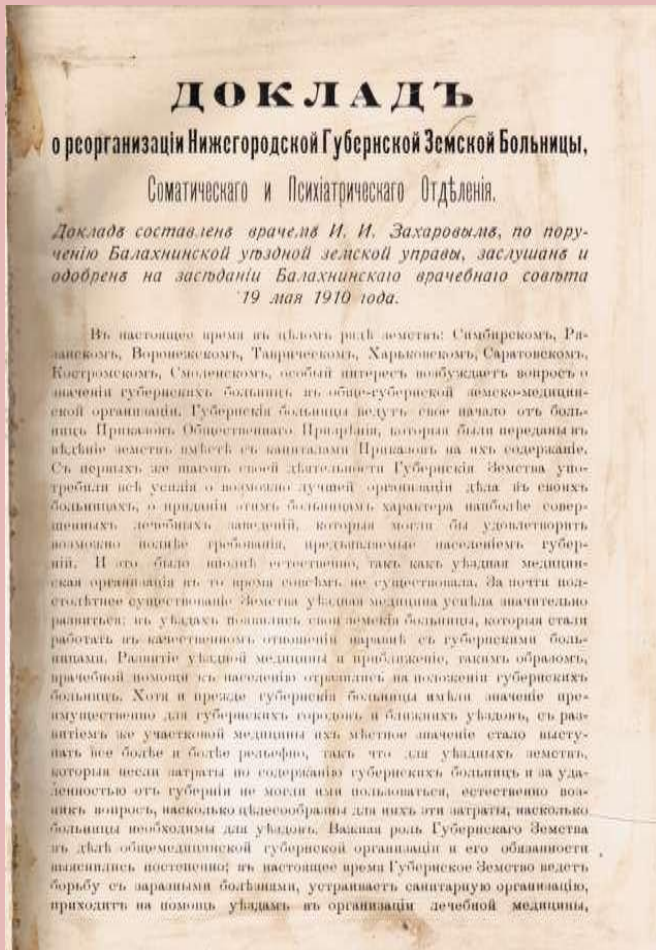 ДОКЛАДЪ
о реорганизаціи Нижегородской Губернской Земской Больницы,
Соматическаго и Психіатрическаго Отдѣленія.
Докладъ составленъ врачемъ И. И. Захаровымъ, по пору-
ченію Балахнинской уѣздной земской управы, заслушанъ и
одобренъ на засѣданіи Балахнинскаго врачебнаго совѣта
19 мая 1910 года.
Въ настоящее время въ цѣломъ рядѣ земствъ: Симбирскомъ, Ря-
занскомъ, Воронежскомъ, Таврическомъ, Харьковскомъ, Саратовскомъ,
Костромскомъ, Смоленскомъ, особый интересъ возбуждаетъ вопросъ о
значеніи губернскихъ больницъ въ обще-губернской земско-медицин-
ской организаціи. Губернскія больницы ведутъ свое начало отъ боль-
ницъ Приказовъ Общественнаго Призрѣнія, которыя были переданы въ
вѣдѣніе земствъ вмѣстѣ съ капиталами Приказовъ на ихъ содержаніе.
Съ первыхъ же шаговъ своей дѣятельности Губернскія Земства упо-
требили всѣ усилія о возможно лучшей организаціи дѣла въ своихъ
больницахъ, о приданіи этимъ больницамъ характера наиболѣе совер-
шенныхъ лечебныхъ заведеній, которыя могли бы удовлетворить
возможно полнѣе требованія, предъявляемые населеніемъ губер-
ній. И это было вполнѣ естественно, такъ какъ уѣздная медицин-
ская организація въ то время совсѣмъ не существовала. За почти пол-
столѣтнее существованіе Земства уѣздная медицина успѣла значительно
развиться: въ уѣздахъ появились свои земскія больницы, которыя стали
работать въ качественномъ отношеніи наравнѣ съ губернскими боль-
ницами. Развитіе уѣздной медицины и приближеніе, такимъ образомъ,
врачебной помощи къ населенію отразились на положеніи губернскихъ
больницъ. Хотя и прежде губернскія больницы имѣли значеніе пре-
имущественно для губернскихъ городовъ и ближнихъ уѣздовъ, съ раз-
витіемъ же участковой медицины ихъ мѣстное значеніе стало высту-
пать все болѣе и болѣе рельефно, такъ что для уѣздныхъ земствъ,
которыя несли затраты по содержанію губернскихъ больницъ и за уда-
ленностью отъ губерніи не могли ими пользоваться, естественно воз-
никъ вопросъ, насколько цѣлесообразны для нихъ эти затраты, насколько
больницы необходимы для уѣздовъ. Важная роль Губернскаго Земства
въ дѣлѣ общемедицинской губернской организаціи и его обязанности
выяснились постепенно; въ настоящее время Губернское Земство ведетъ
борьбу съ заразными болѣзнями, устраиваетъ санитарную организацію,
приходитъ на помощь уѣздамъ въ организаціи лечебной медицины,